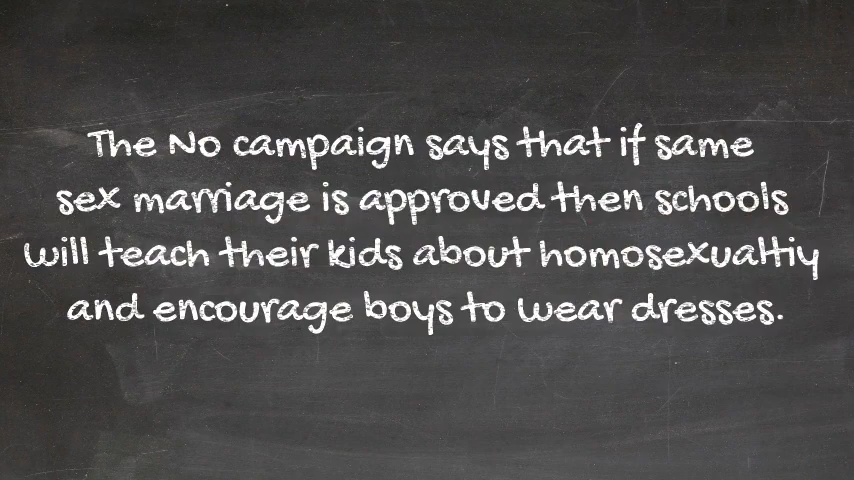 The No campaign says that if same
sex marriage is approved then schools
will teach their kids about homosexualtiy
and encourage boys to wear dresses.